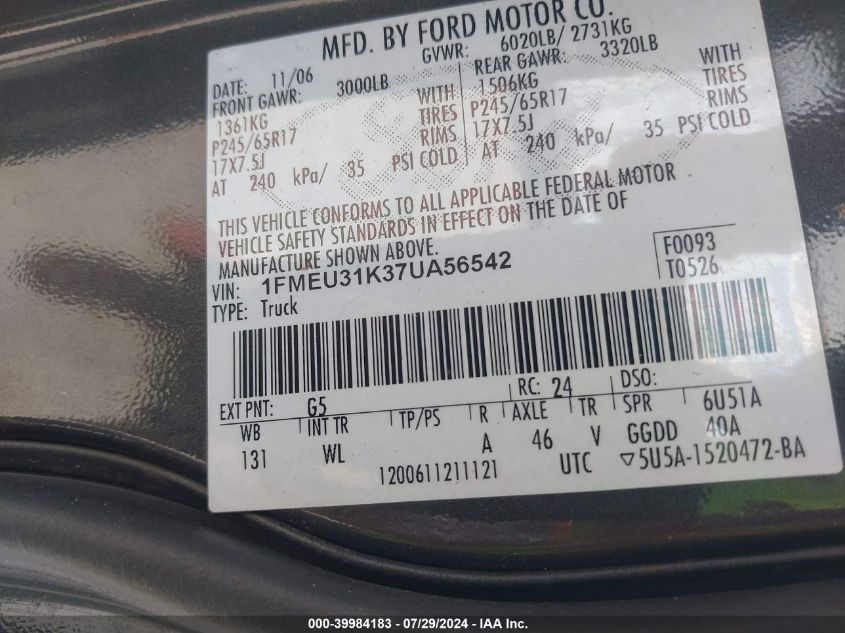 MFD. BY FORD MOTOR CO.
DATE: 11/06 GVWR: 6020LB/ 2731KG
FRONT GAWR: 3000LB REAR GAWR: 3320LB
1361KG WITH 1506KG WITH
P245/65R17 TIRES P245/65R17 TIRES
17X7.5J RIMS 17X7.5J RIMS
AT 240 kPa/ 35 PSI COLD AT 240 kPa/ 35 PSI COLD
THIS VEHICLE CONFORMS TO ALL APPLICABLE FEDERAL MOTOR
VEHICLE SAFETY STANDARDS IN EFFECT ON THE DATE OF
MANUFACTURE SHOWN ABOVE.
VIN: 1FMEU31K37UA56542 F0093
TYPE: Truck T0526
EXT PNT: G5 RC: 24 DSO:
WB INT TR TP/PS R AXLE TR SPR 6U51A
131 WL A 46 V GGDD 40A
1200611211121 UTC ▽5U5A-1520472-BA
000-39984183 - 07/29/2024 - IAA Inc.